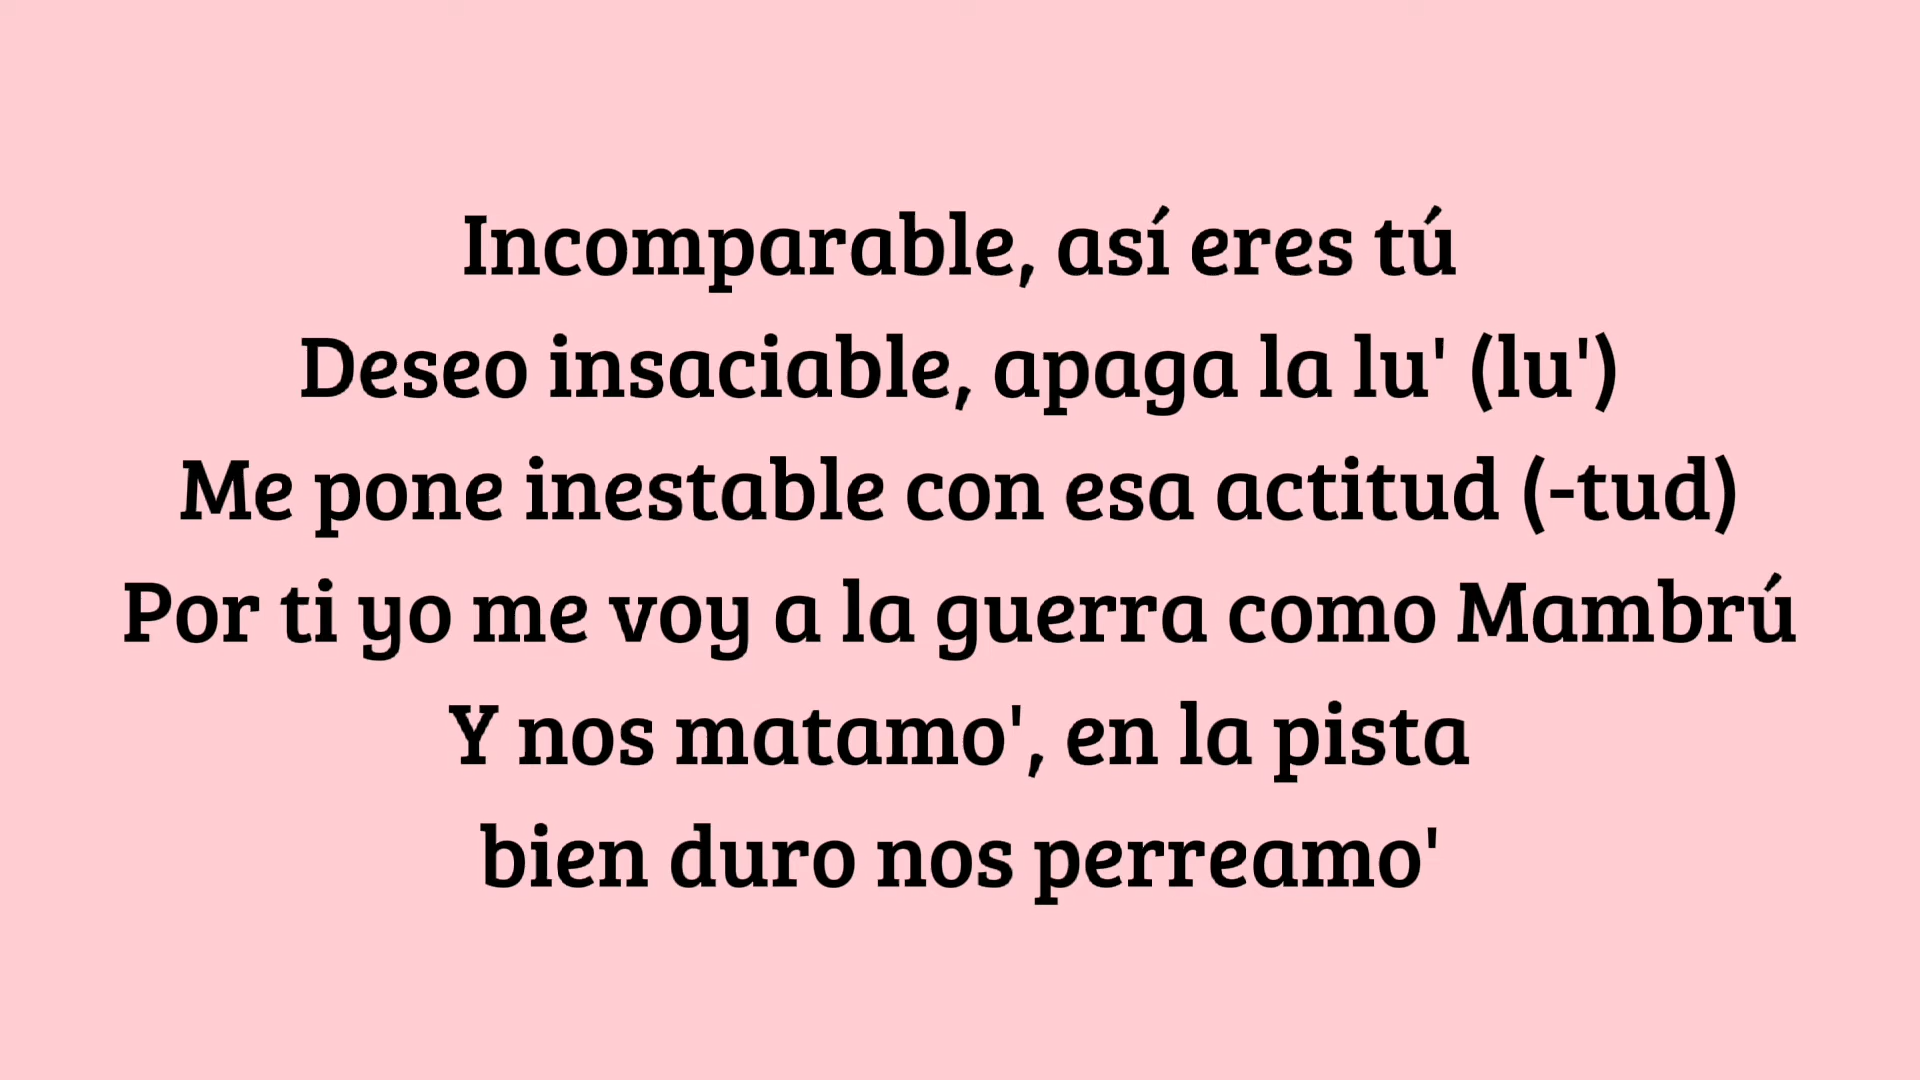 Incomparable, así eres tú
Deseo insaciable, apaga la lu' (lu')
Me pone inestable con esa actitud (-tud)
Por ti yo me voy a la guerra como Mambrú
Y nos matamo', en la pista
bien duro nos perreamo'